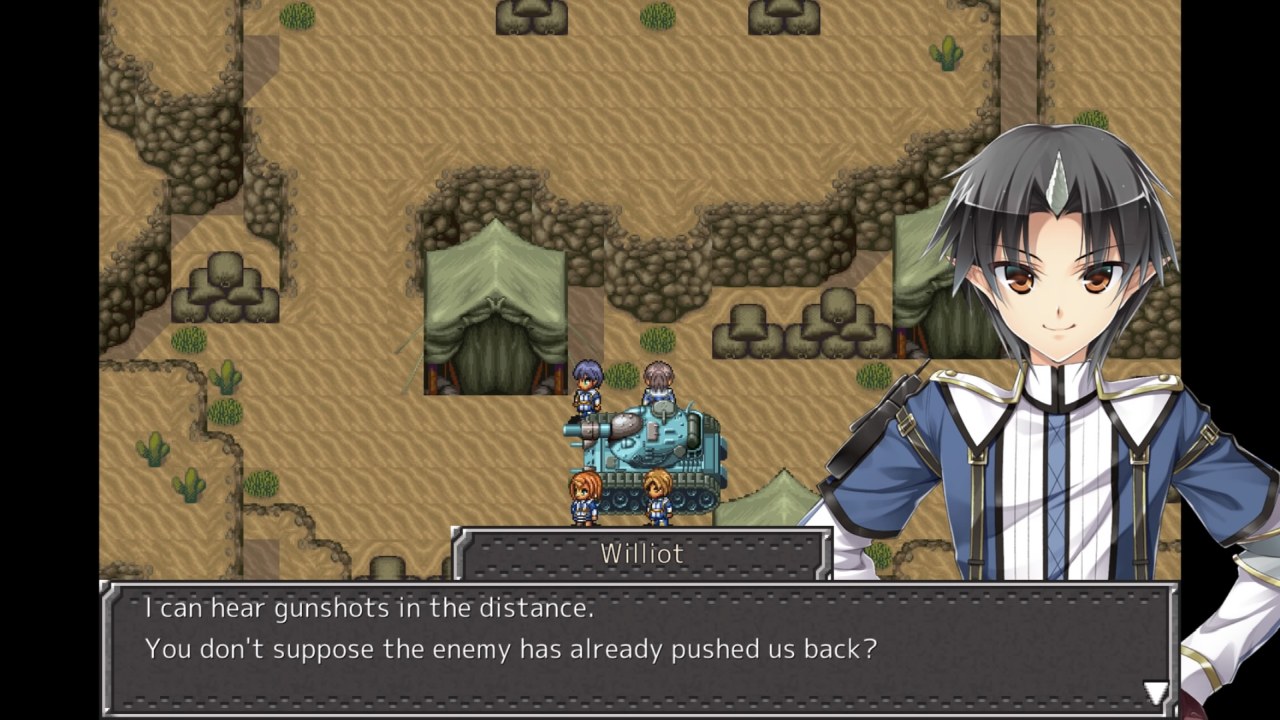 Williot
I can hear gunshots in the distance.
You don't suppose the enemy has already pushed us back?